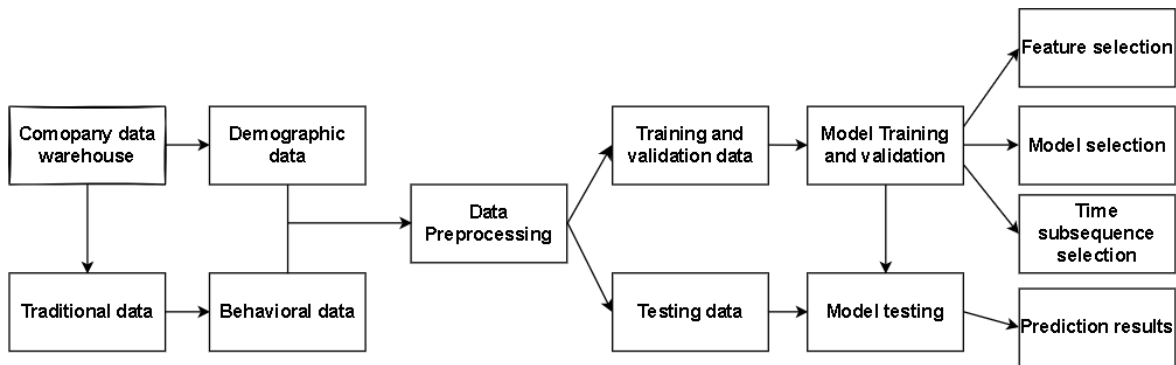 Feature selection
Comopany data
warehouse
Demographic
data
Training and
validation data
Model Training
and validation
Model selection
Data
Preprocessing
Time
subsequence
selection
Traditional data
Behavioral data
Testing data
Model testing
Prediction results